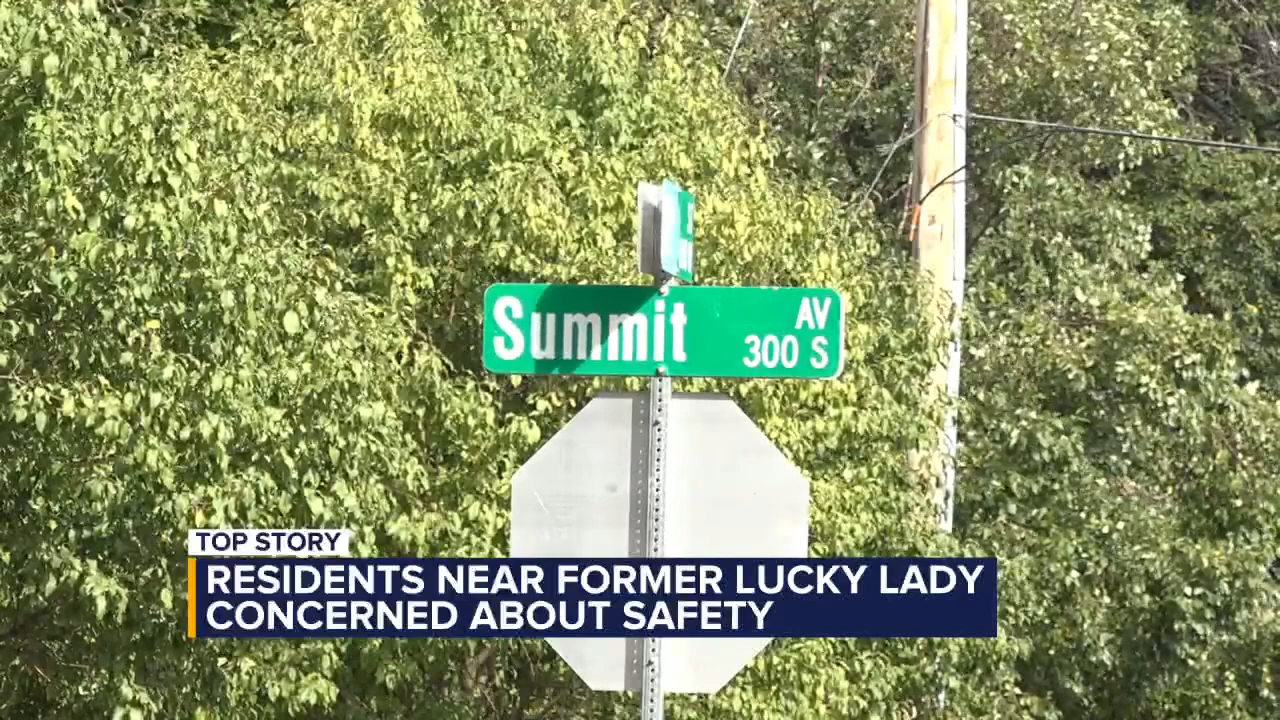 Summit AV
300 S
TOP STORY
RESIDENTS NEAR FORMER LUCKY LADY
CONCERNED ABOUT SAFETY